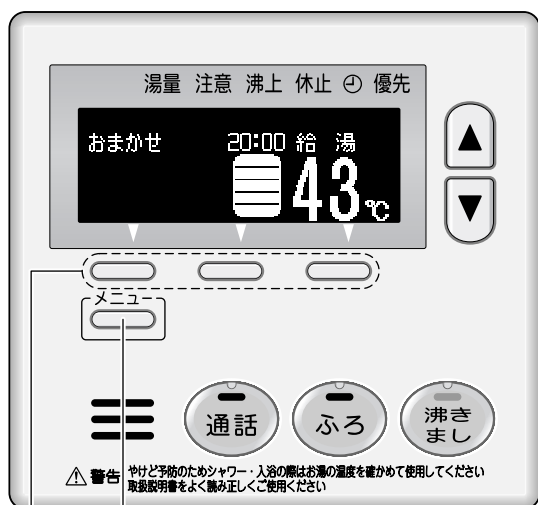 湯量 注意 沸上 休止 優先
おまかせ 20:00 給湯
43℃
メニュー
通話 ふろ 沸き
まし
警告 やけど予防のためシャワー・入浴の際はお湯の温度を確かめて使用してください
取扱説明書をよく読み正しくご使用ください